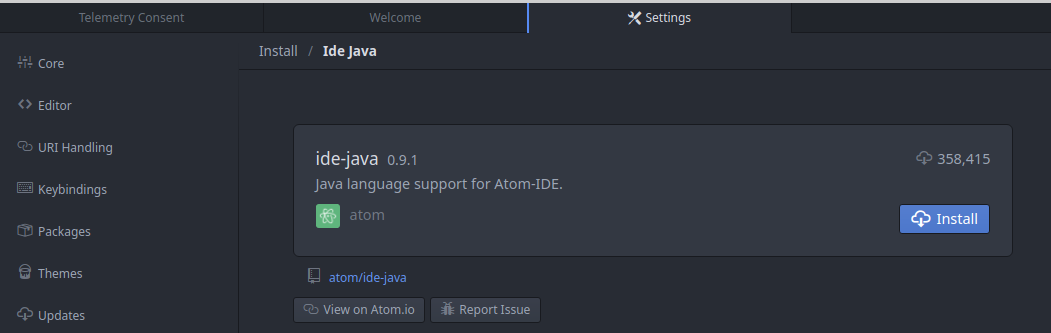 Telemetry Consent
Welcome
Settings
Install / Ide Java
Core
Editor
URI Handling
Keybindings
Packages
Themes
Updates
ide-java 0.9.1
358,415
Java language support for Atom-IDE.
atom
Install
atom/ide-java
View on Atom.io
Report Issue